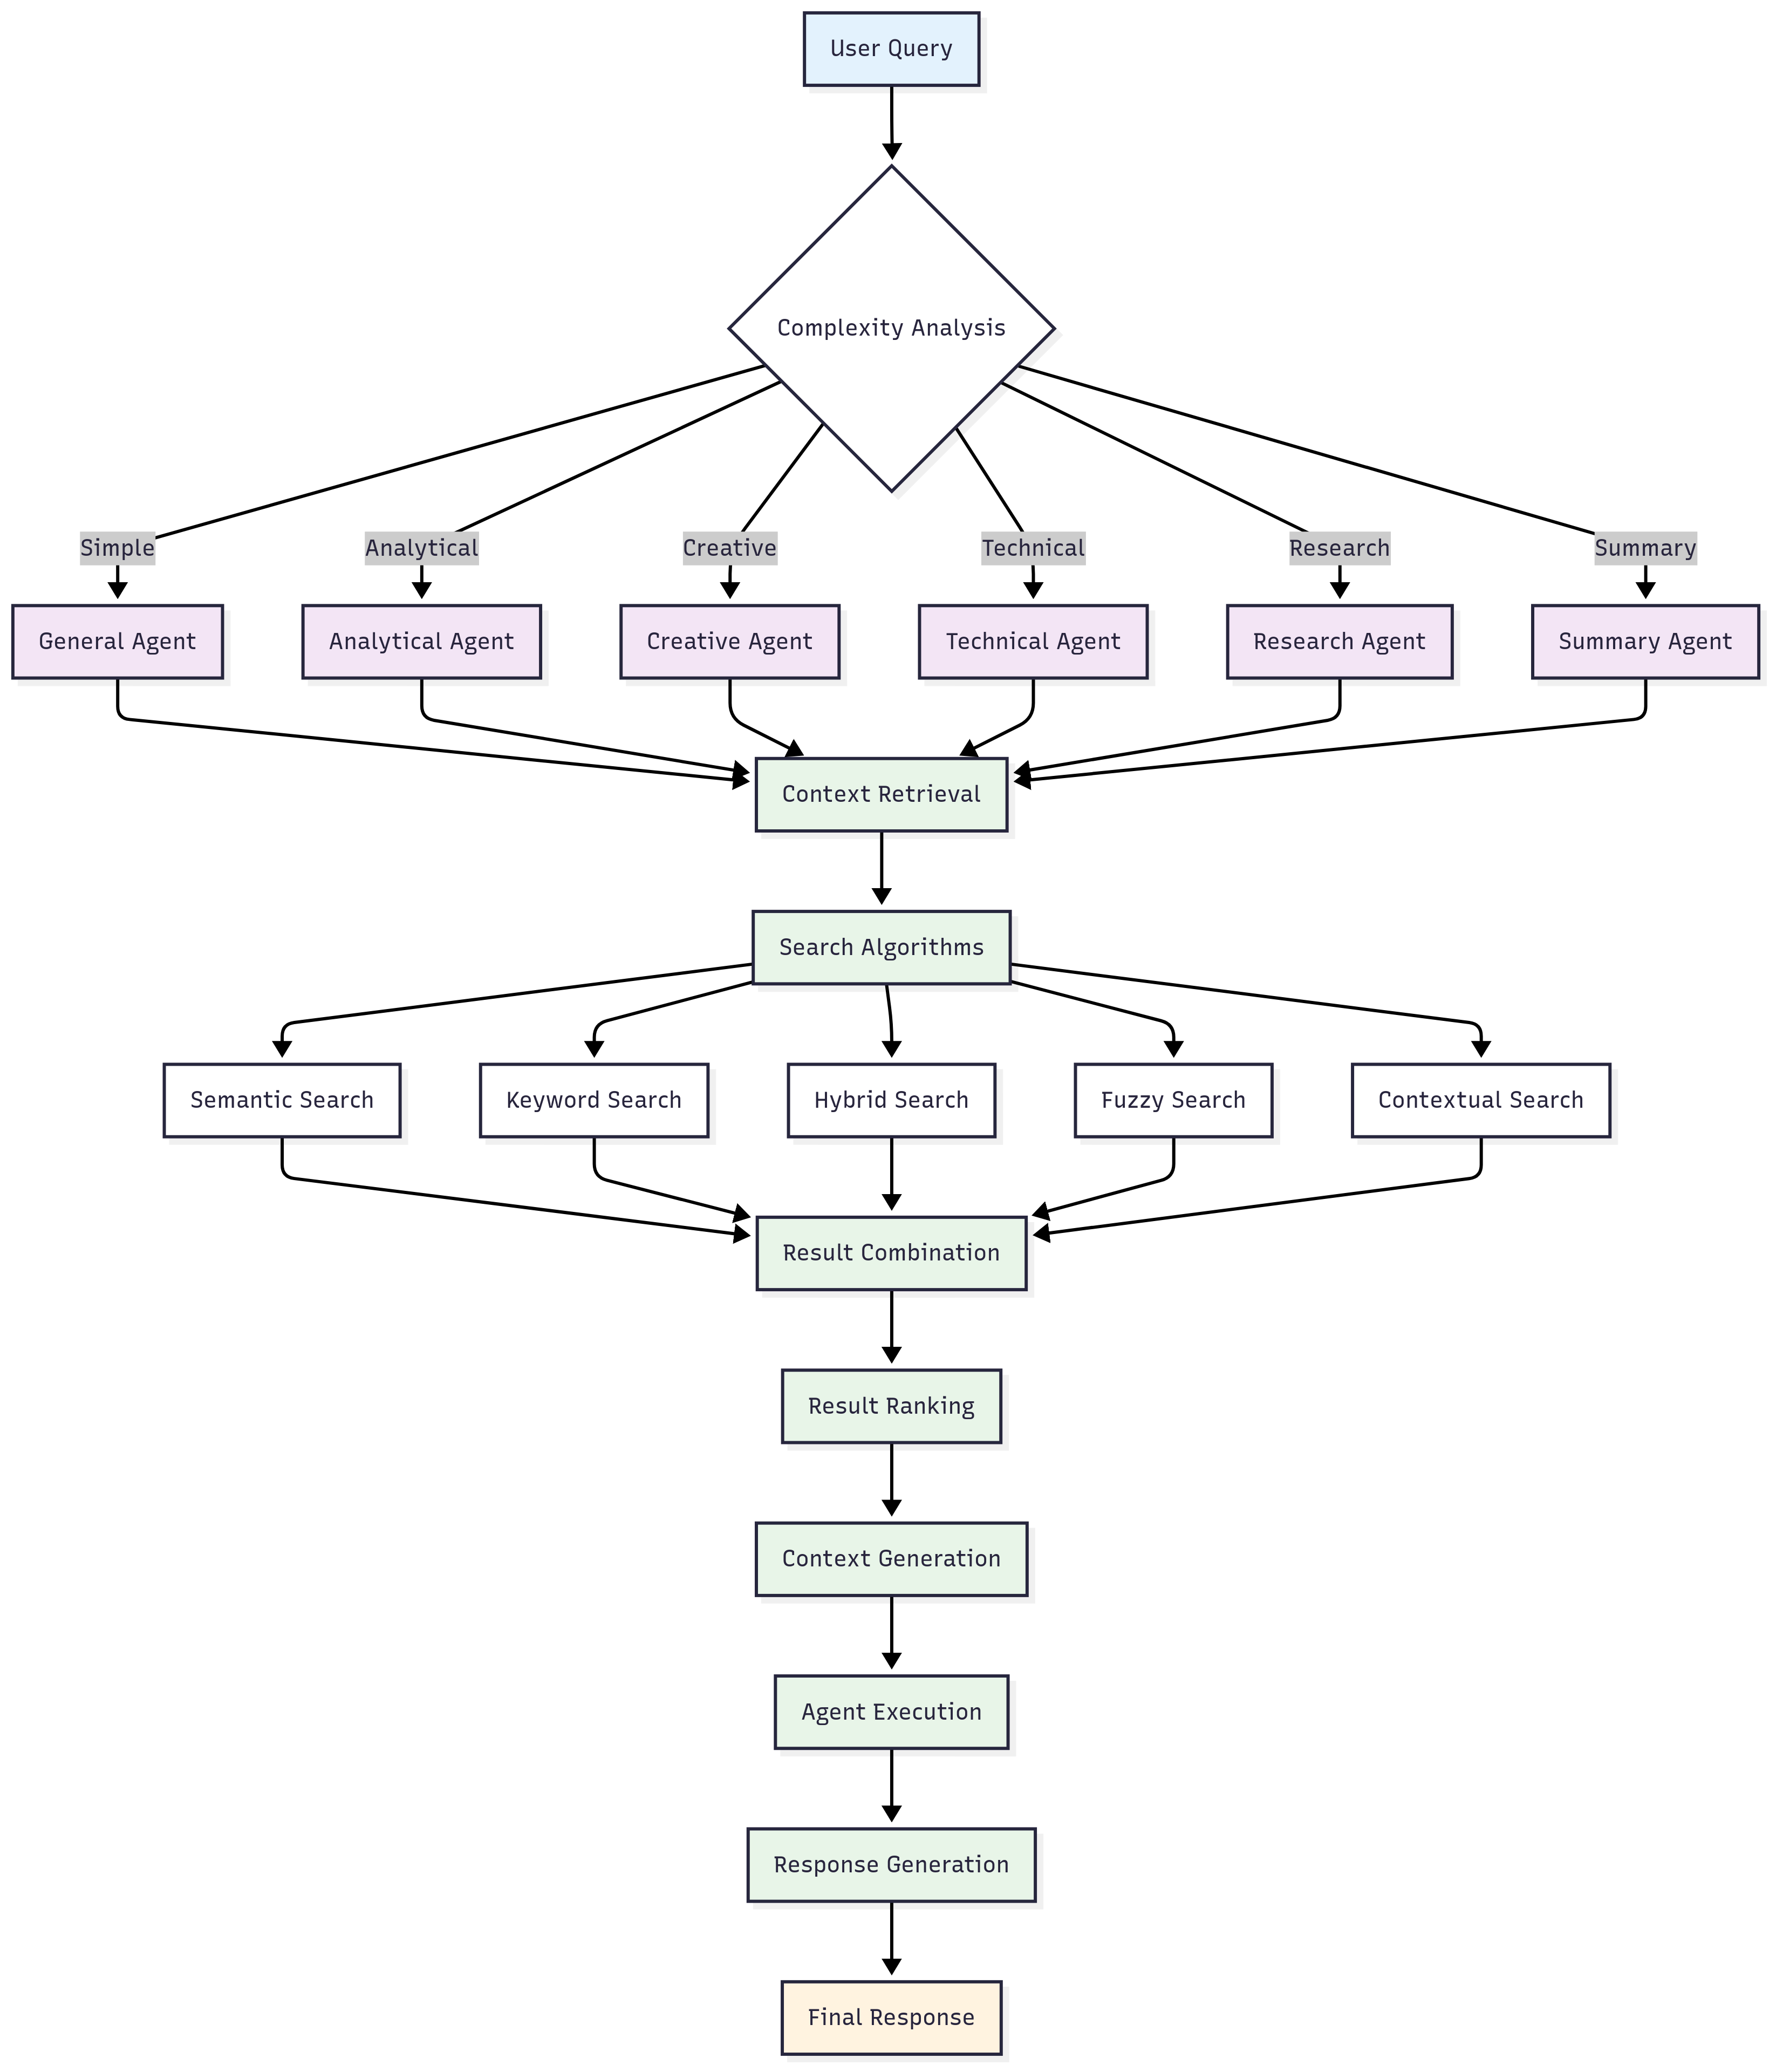 User Query
Complexity Analysis
Simple
Analytical
Creative
Technical
Research
Summary
General Agent
Analytical Agent
Creative Agent
Technical Agent
Research Agent
Summary Agent
Context Retrieval
Search Algorithms
Semantic Search
Keyword Search
Hybrid Search
Fuzzy Search
Contextual Search
Result Combination
Result Ranking
Context Generation
Agent Execution
Response Generation
Final Response